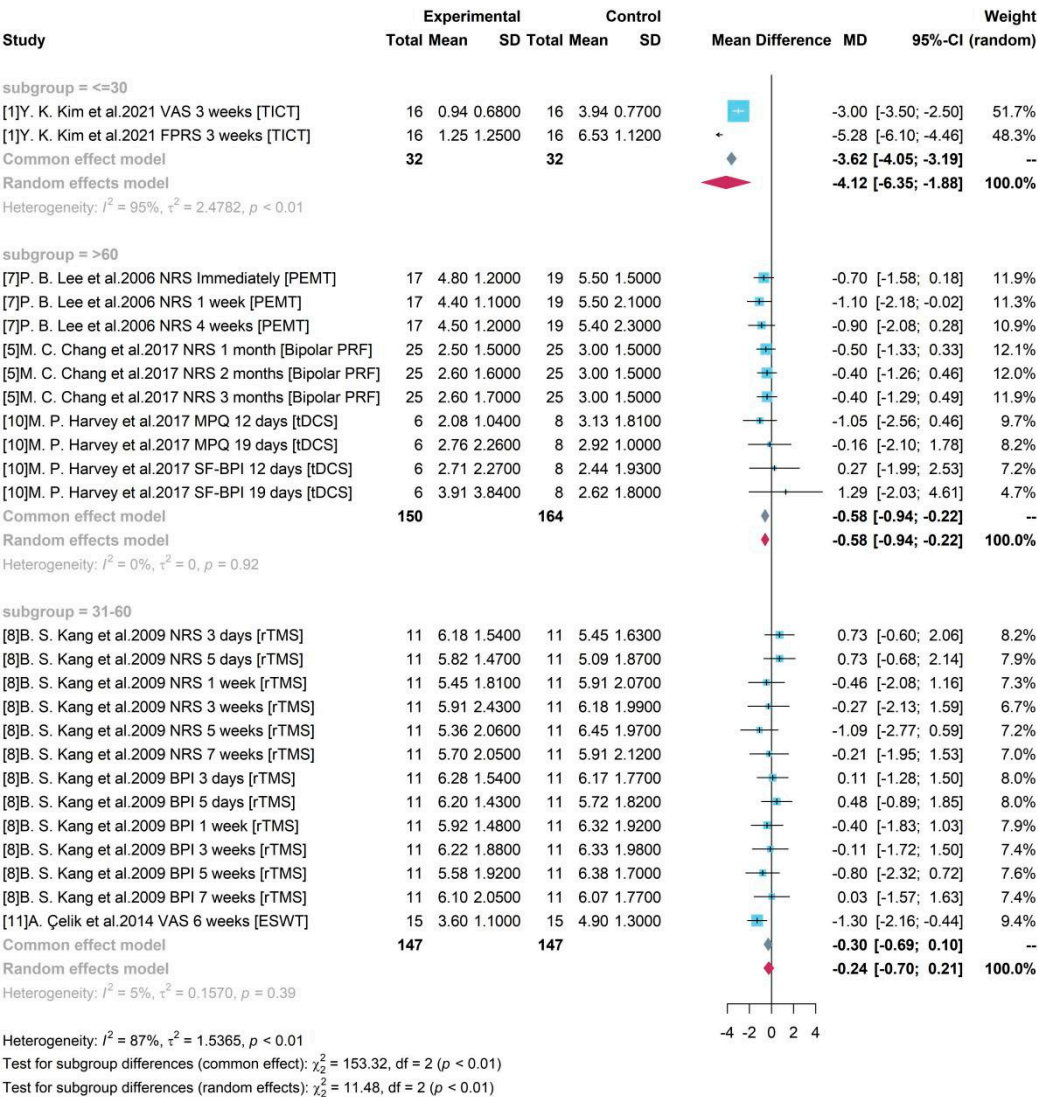 Experimental Control Weight
Study Total Mean SD Total Mean SD Mean Difference MD 95%-CI (random)
subgroup = <=30
[1]Y. K. Kim et al.2021 VAS 3 weeks [TICT] 16 0.94 0.6800 16 3.94 0.7700 -3.00 [-3.50; -2.50] 51.7%
[1]Y. K. Kim et al.2021 FPRS 3 weeks [TICT] 16 1.25 1.2500 16 6.53 1.1200 -5.28 [-6.10; -4.46] 48.3%
Common effect model 32 32 -3.62 [-4.05; -3.19] --
Random effects model -4.12 [-6.35; -1.88] 100.0%
Heterogeneity: I² = 95%, τ² = 2.4782, p < 0.01
subgroup = >60
[7]P. B. Lee et al.2006 NRS Immediately [PEMT] 17 4.80 1.2000 19 5.50 1.5000 -0.70 [-1.58; 0.18] 11.9%
[7]P. B. Lee et al.2006 NRS 1 week [PEMT] 17 4.40 1.1000 19 5.50 2.1000 -1.10 [-2.18; -0.02] 11.3%
[7]P. B. Lee et al.2006 NRS 4 weeks [PEMT] 17 4.50 1.2000 19 5.40 2.3000 -0.90 [-2.08; 0.28] 10.9%
[5]M. C. Chang et al.2017 NRS 1 month [Bipolar PRF] 25 2.50 1.5000 25 3.00 1.5000 -0.50 [-1.33; 0.33] 12.1%
[5]M. C. Chang et al.2017 NRS 2 months [Bipolar PRF] 25 2.60 1.6000 25 3.00 1.5000 -0.40 [-1.26; 0.46] 12.0%
[5]M. C. Chang et al.2017 NRS 3 months [Bipolar PRF] 25 2.60 1.7000 25 3.00 1.5000 -0.40 [-1.29; 0.49] 11.9%
[10]M. P. Harvey et al.2017 MPQ 12 days [tDCS] 6 2.08 1.0400 8 3.13 1.8100 -1.05 [-2.56; 0.46] 9.7%
[10]M. P. Harvey et al.2017 MPQ 19 days [tDCS] 6 2.76 2.2600 8 2.92 1.0000 -0.16 [-2.10; 1.78] 8.2%
[10]M. P. Harvey et al.2017 SF-BPI 12 days [tDCS] 6 2.71 2.2700 8 2.44 1.9300 0.27 [-1.99; 2.53] 7.2%
[10]M. P. Harvey et al.2017 SF-BPI 19 days [tDCS] 6 3.91 3.8400 8 2.62 1.8000 1.29 [-2.03; 4.61] 4.7%
Common effect model 150 164 -0.58 [-0.94; -0.22] --
Random effects model -0.58 [-0.94; -0.22] 100.0%
Heterogeneity: I² = 0%, τ² = 0, p = 0.92
subgroup = 31-60
[8]B. S. Kang et al.2009 NRS 3 days [rTMS] 11 6.18 1.5400 11 5.45 1.6300 0.73 [-0.60; 2.06] 8.2%
[8]B. S. Kang et al.2009 NRS 5 days [rTMS] 11 5.82 1.4700 11 5.09 1.8700 0.73 [-0.68; 2.14] 7.9%
[8]B. S. Kang et al.2009 NRS 1 week [rTMS] 11 5.45 1.8100 11 5.91 2.0700 -0.46 [-2.08; 1.16] 7.3%
[8]B. S. Kang et al.2009 NRS 3 weeks [rTMS] 11 5.91 2.4300 11 6.18 1.9900 -0.27 [-2.13; 1.59] 6.7%
[8]B. S. Kang et al.2009 NRS 5 weeks [rTMS] 11 5.36 2.0600 11 6.45 1.9700 -1.09 [-2.77; 0.59] 7.2%
[8]B. S. Kang et al.2009 NRS 7 weeks [rTMS] 11 5.70 2.0500 11 5.91 2.1200 -0.21 [-1.95; 1.53] 7.0%
[8]B. S. Kang et al.2009 BPI 3 days [rTMS] 11 6.28 1.5400 11 6.17 1.7700 0.11 [-1.28; 1.50] 8.0%
[8]B. S. Kang et al.2009 BPI 5 days [rTMS] 11 6.20 1.4300 11 5.72 1.8200 0.48 [-0.89; 1.85] 8.0%
[8]B. S. Kang et al.2009 BPI 1 week [rTMS] 11 5.92 1.4800 11 6.32 1.9200 -0.40 [-1.83; 1.03] 7.9%
[8]B. S. Kang et al.2009 BPI 3 weeks [rTMS] 11 6.22 1.8800 11 6.33 1.9800 -0.11 [-1.72; 1.50] 7.4%
[8]B. S. Kang et al.2009 BPI 5 weeks [rTMS] 11 5.58 1.9200 11 6.38 1.7000 -0.80 [-2.32; 0.72] 7.6%
[8]B. S. Kang et al.2009 BPI 7 weeks [rTMS] 11 6.10 2.0500 11 6.07 1.7700 0.03 [-1.57; 1.63] 7.4%
[11]A. Çelik et al.2014 VAS 6 weeks [ESWT] 15 3.60 1.1000 15 4.90 1.3000 -1.30 [-2.16; -0.44] 9.4%
Common effect model 147 147 -0.30 [-0.69; 0.10] --
Random effects model -0.24 [-0.70; 0.21] 100.0%
Heterogeneity: I² = 5%, τ² = 0.1570, p = 0.39
-4 -2 0 2 4
Heterogeneity: I² = 87%, τ² = 1.5365, p < 0.01
Test for subgroup differences (common effect): χ²₂ = 153.32, df = 2 (p < 0.01)
Test for subgroup differences (random effects): χ²₂ = 11.48, df = 2 (p < 0.01)